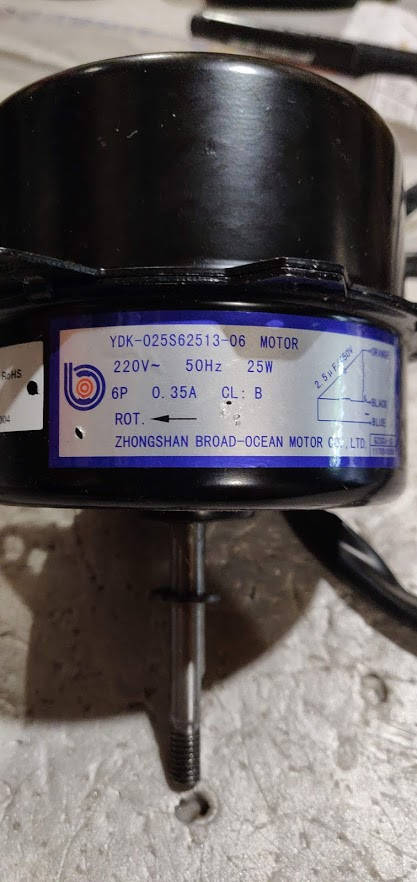 YDK-025S62513-06 MOTOR
220V~ 50Hz 25W
6P 0.35A CL: B
ROT.
ZHONGSHAN BROAD-OCEAN MOTOR CO., LTD
2.5μF/450V
ORANGE
BLACK
BLUE
RoHS